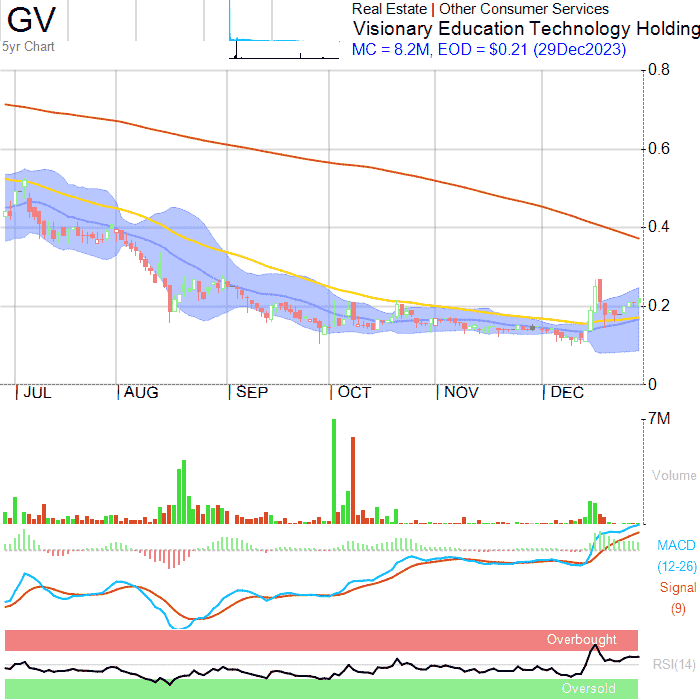 GV
5yr Chart
Real Estate | Other Consumer Services
Visionary Education Technology Holding
MC = 8.2M, EOD = $0.21 (29Dec2023)
0.8
0.6
0.4
0.2
0
JUL AUG SEP OCT NOV DEC
7M
Volume
MACD
(12-26)
Signal
(9)
Overbought
RSI(14)
Oversold